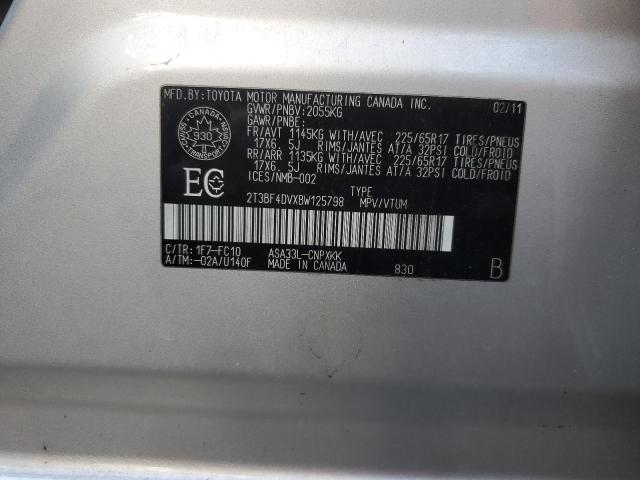 MFD.BY:TOYOTA MOTOR MANUFACTURING CANADA INC. 02/11
GVWR/PNBV:2055KG
GAWR/PNBE:
FR/AVT 1145KG WITH/AVEC 225/65R17 TIRES/PNEUS
17X6.5J RIMS/JANTES AT/A 32PSI COLD/FROID
RR/ARR 1135KG WITH/AVEC 225/65R17 TIRES/PNEUS
17X6.5J RIMS/JANTES AT/A 32PSI COLD/FROID
ICES/NMB-002
CANADA
930
TRANSPORT
EC
TYPE
2T3BF4DVXBW125798 MPV/VTUM
C/TR: 1F7-FC10 ASA33L-CNPXKK
A/TM:-02A/U140F MADE IN CANADA 830 B